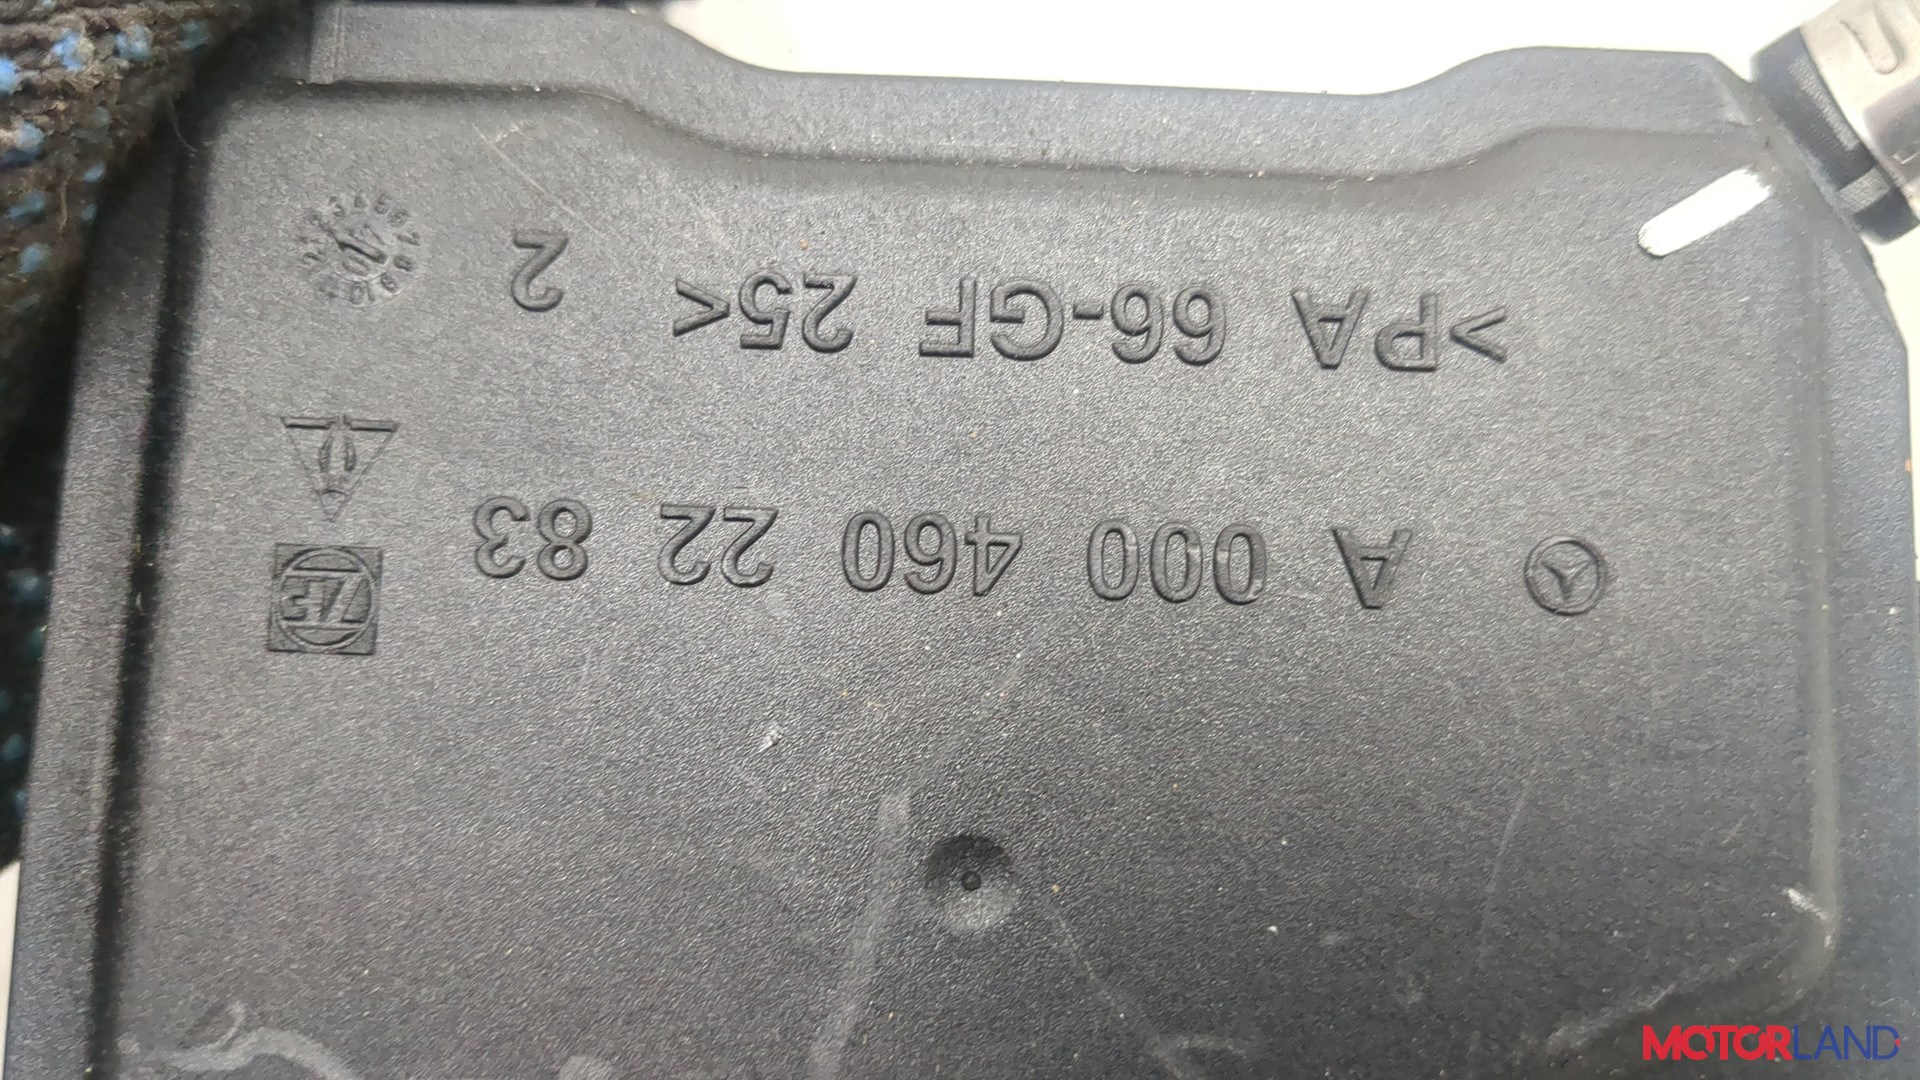 A 000 460 22 83 ZF
>PA 66-GF 25< 2
MOTORLAND